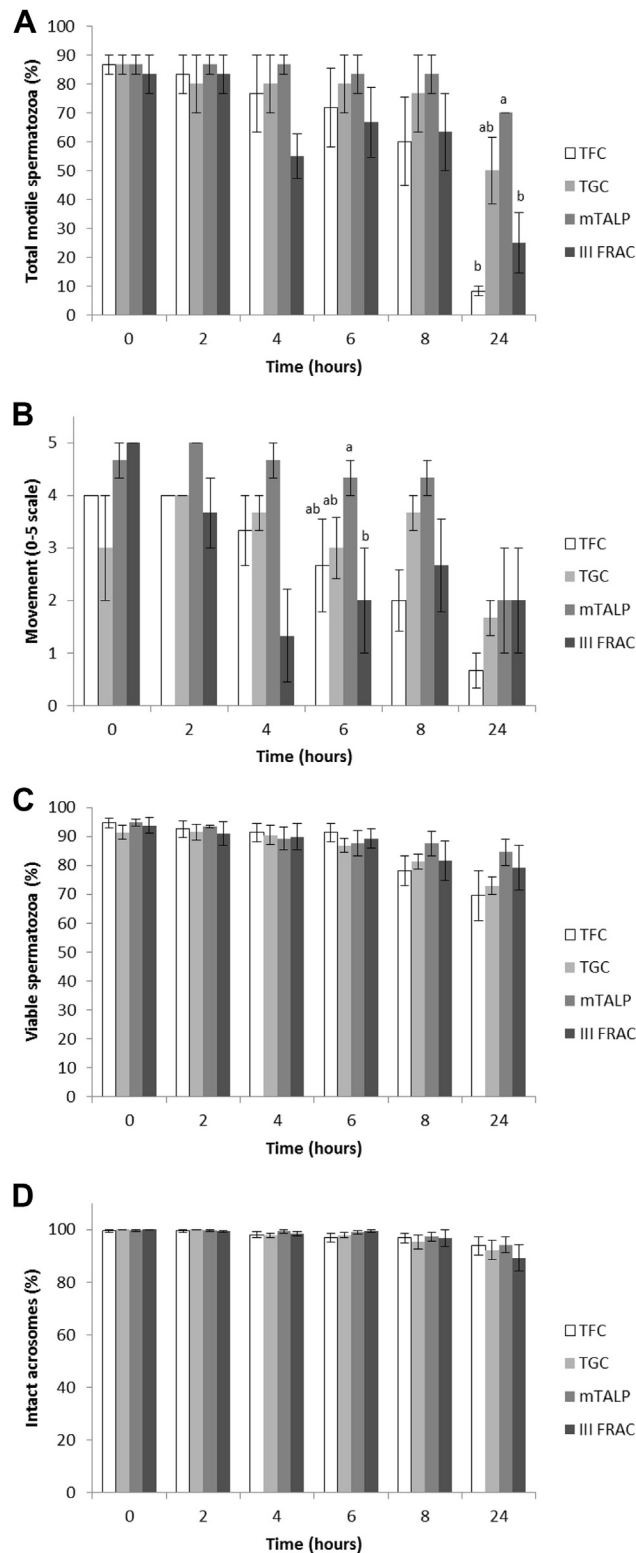 A
Total motile spermatozoa (%)
100
90
80
70
60
50
40
30
20
10
0
b
ab
a
b
0 2 4 6 8 24
Time (hours)
TFC
TGC
mTALP
III FRAC
B
Movement (0-5 scale)
5
4
3
2
1
0
ab ab
a
b
0 2 4 6 8 24
Time (hours)
TFC
TGC
mTALP
III FRAC
C
Viable spermatozoa (%)
100
90
80
70
60
50
40
30
20
10
0
0 2 4 6 8 24
Time (hours)
TFC
TGC
mTALP
III FRAC
D
Intact acrosomes (%)
100
80
60
40
20
0
0 2 4 6 8 24
Time (hours)
TFC
TGC
mTALP
III FRAC